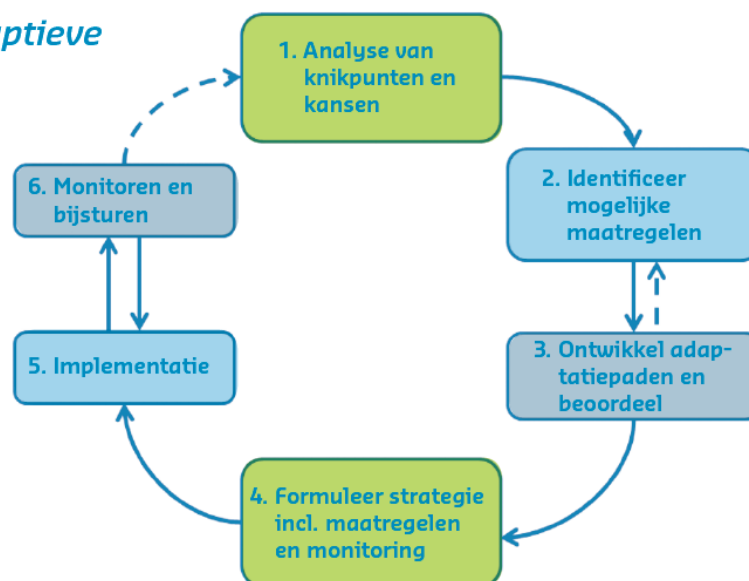 1. Analyse van
knikpunten en
kansen
2. Identificeer
mogelijke
maatregelen
3. Ontwikkel adap-
tatiepaden en
beoordeel
4. Formuleer strategie
incl. maatregelen
en monitoring
5. Implementatie
6. Monitoren en
bijsturen